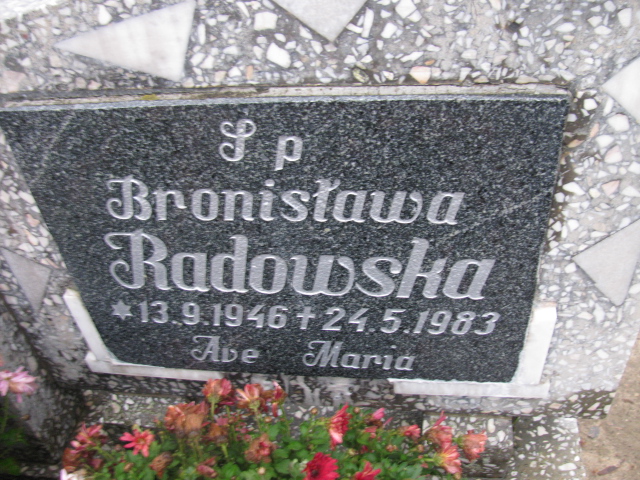 Ś p
Bronisława
Radowska
*13.9.1946 ✝ 24.5.1983
Ave Maria